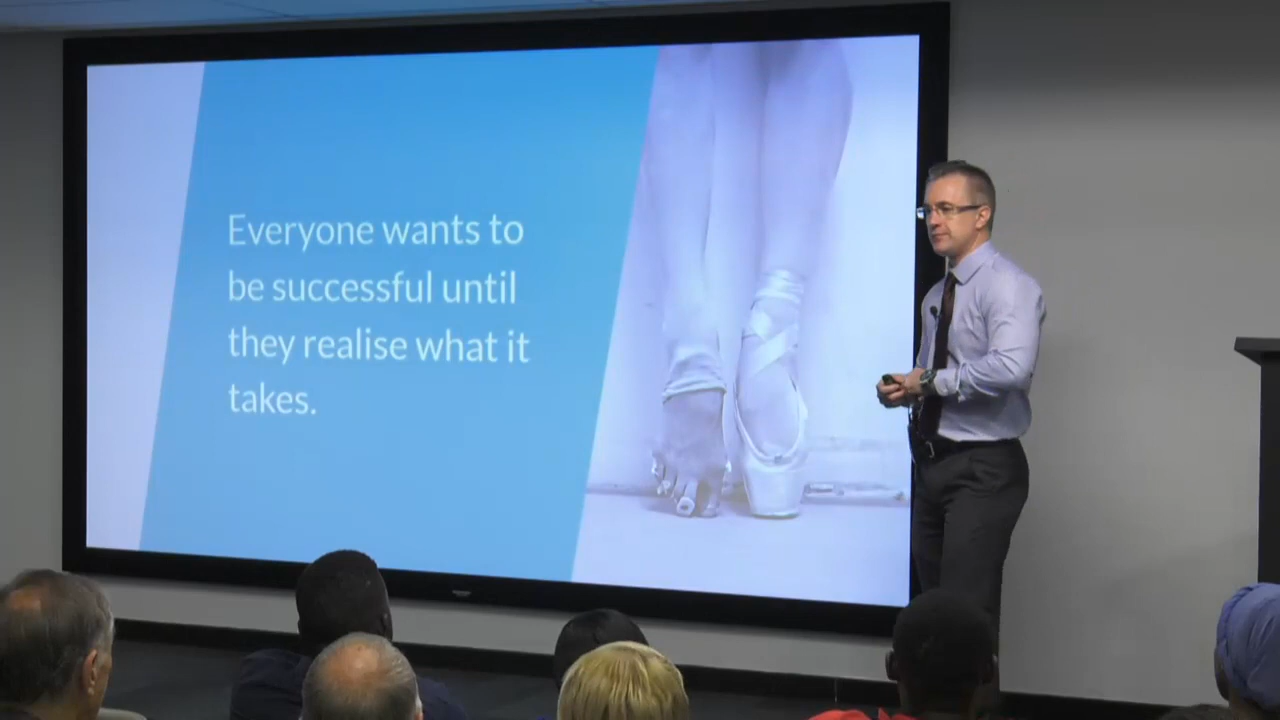 Everyone wants to
be successful until
they realise what it
takes.